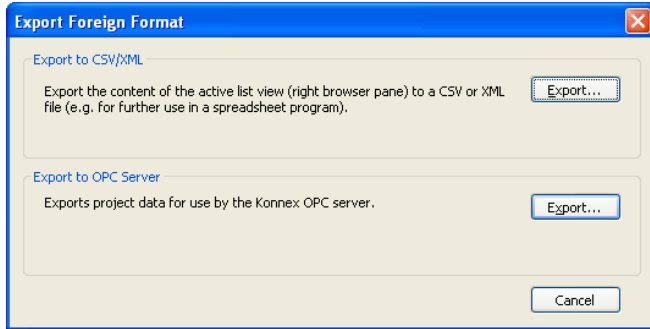 Export Foreign Format
Export to CSV/XML
Export the content of the active list view (right browser pane) to a CSV or XML
file (e.g. for further use in a spreadsheet program).
Export...
Export to OPC Server
Exports project data for use by the Konnex OPC server.
Export...
Cancel